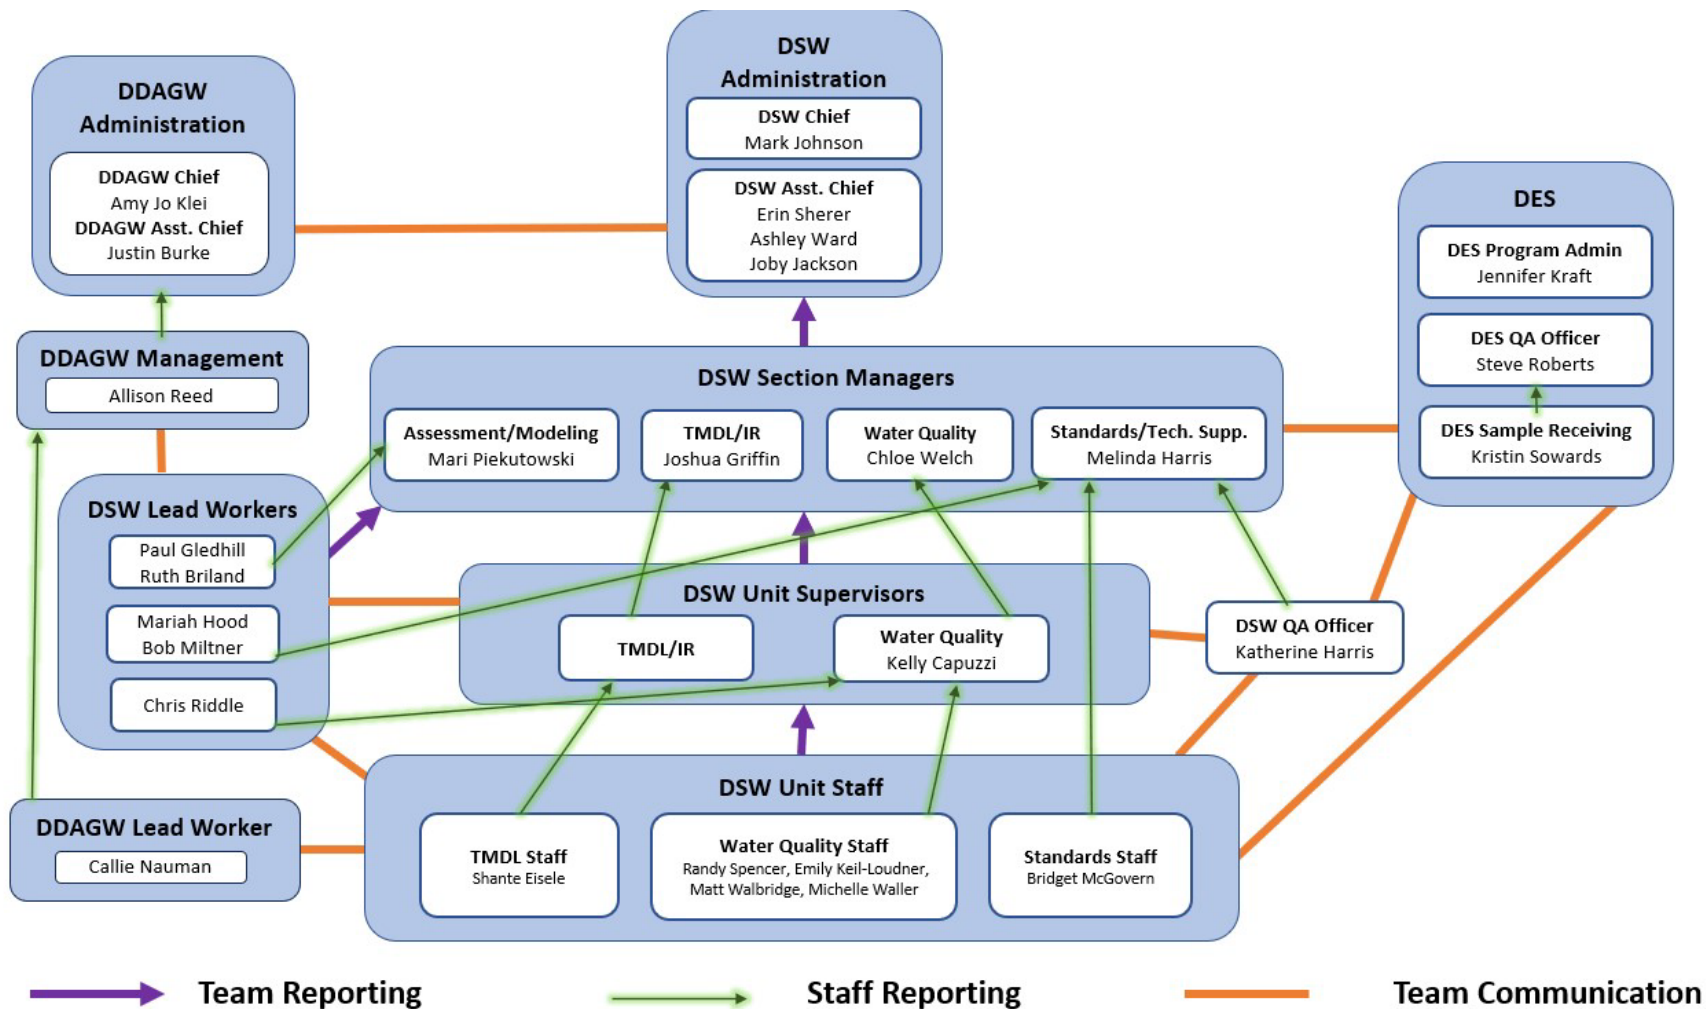 DDAGW
Administration
DDAGW Chief
Amy Jo Klei
DDAGW Asst. Chief
Justin Burke
DSW
Administration
DSW Chief
Mark Johnson
DSW Asst. Chief
Erin Sherer
Ashley Ward
Joby Jackson
DES
DES Program Admin
Jennifer Kraft
DES QA Officer
Steve Roberts
DES Sample Receiving
Kristin Sowards
DDAGW Management
Allison Reed
DSW Section Managers
Assessment/Modeling
Mari Piekutowski
TMDL/IR
Joshua Griffin
Water Quality
Chloe Welch
Standards/Tech. Supp.
Melinda Harris
DSW Lead Workers
Paul Gledhill
Ruth Briland
Mariah Hood
Bob Miltner
Chris Riddle
DSW Unit Supervisors
TMDL/IR
Water Quality
Kelly Capuzzi
DSW QA Officer
Katherine Harris
DDAGW Lead Worker
Callie Nauman
DSW Unit Staff
TMDL Staff
Shante Eisele
Water Quality Staff
Randy Spencer, Emily Keil-Loudner,
Matt Walbridge, Michelle Waller
Standards Staff
Bridget McGovern
Team Reporting
Staff Reporting
Team Communication